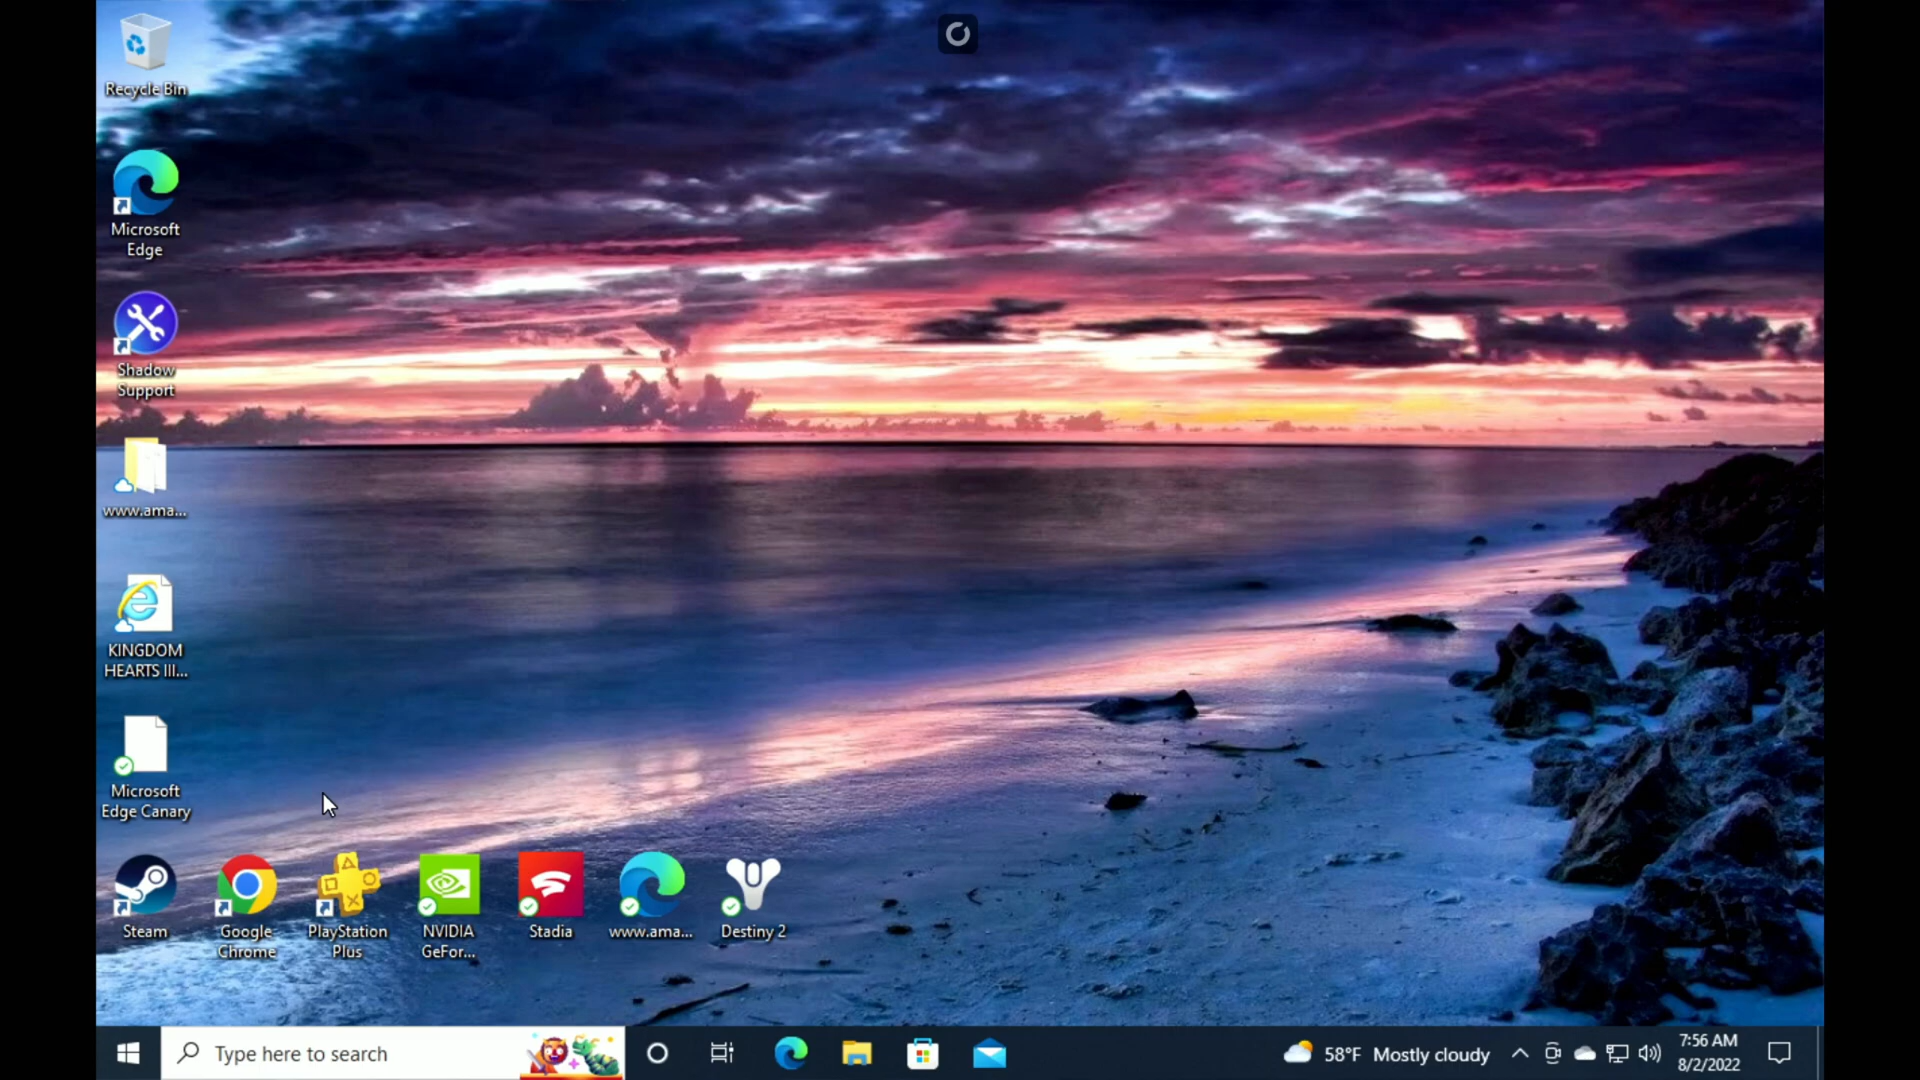 Recycle Bin
Microsoft
Edge
Shadow
Support
www.ama...
KINGDOM
HEARTS III...
Microsoft
Edge Canary
Steam
Google
Chrome
PlayStation
Plus
NVIDIA
GeFor...
Stadia
www.ama...
Destiny 2
Type here to search
58°F Mostly cloudy
7:56 AM
8/2/2022